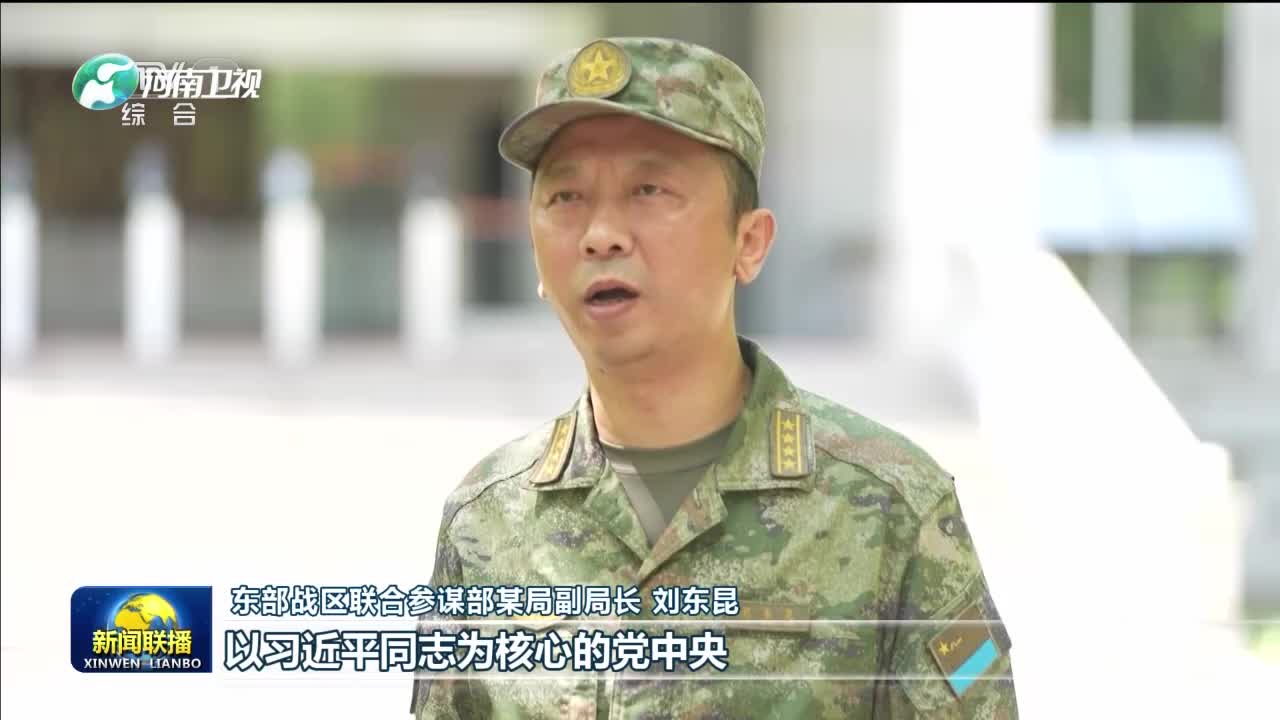 河南卫视
综合
东部战区联合参谋部某局副局长 刘东昆
新闻联播
XINWEN LIANBO
以习近平同志为核心的党中央